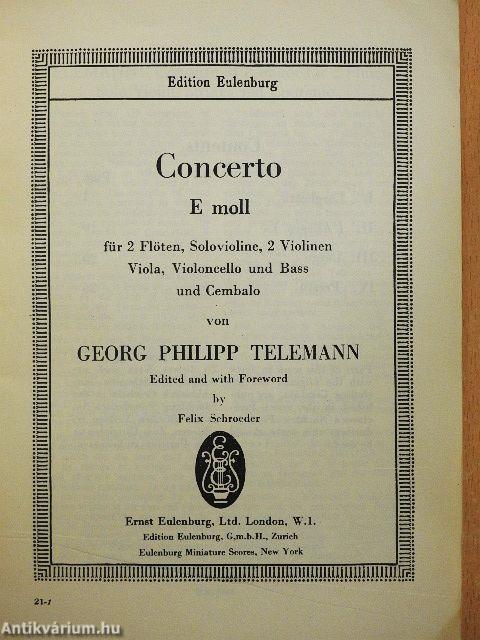 Edition Eulenburg
Concerto
E moll
für 2 Flöten, Solovioline, 2 Violinen
Viola, Violoncello und Bass
und Cembalo
von
GEORG PHILIPP TELEMANN
Edited and with Foreword
by
Felix Schroeder
Ernst Eulenburg, Ltd. London, W.1.
Edition Eulenburg, G.m.b.H., Zurich
Eulenburg Miniature Scores, New York
21-1
Antikvárium.hu